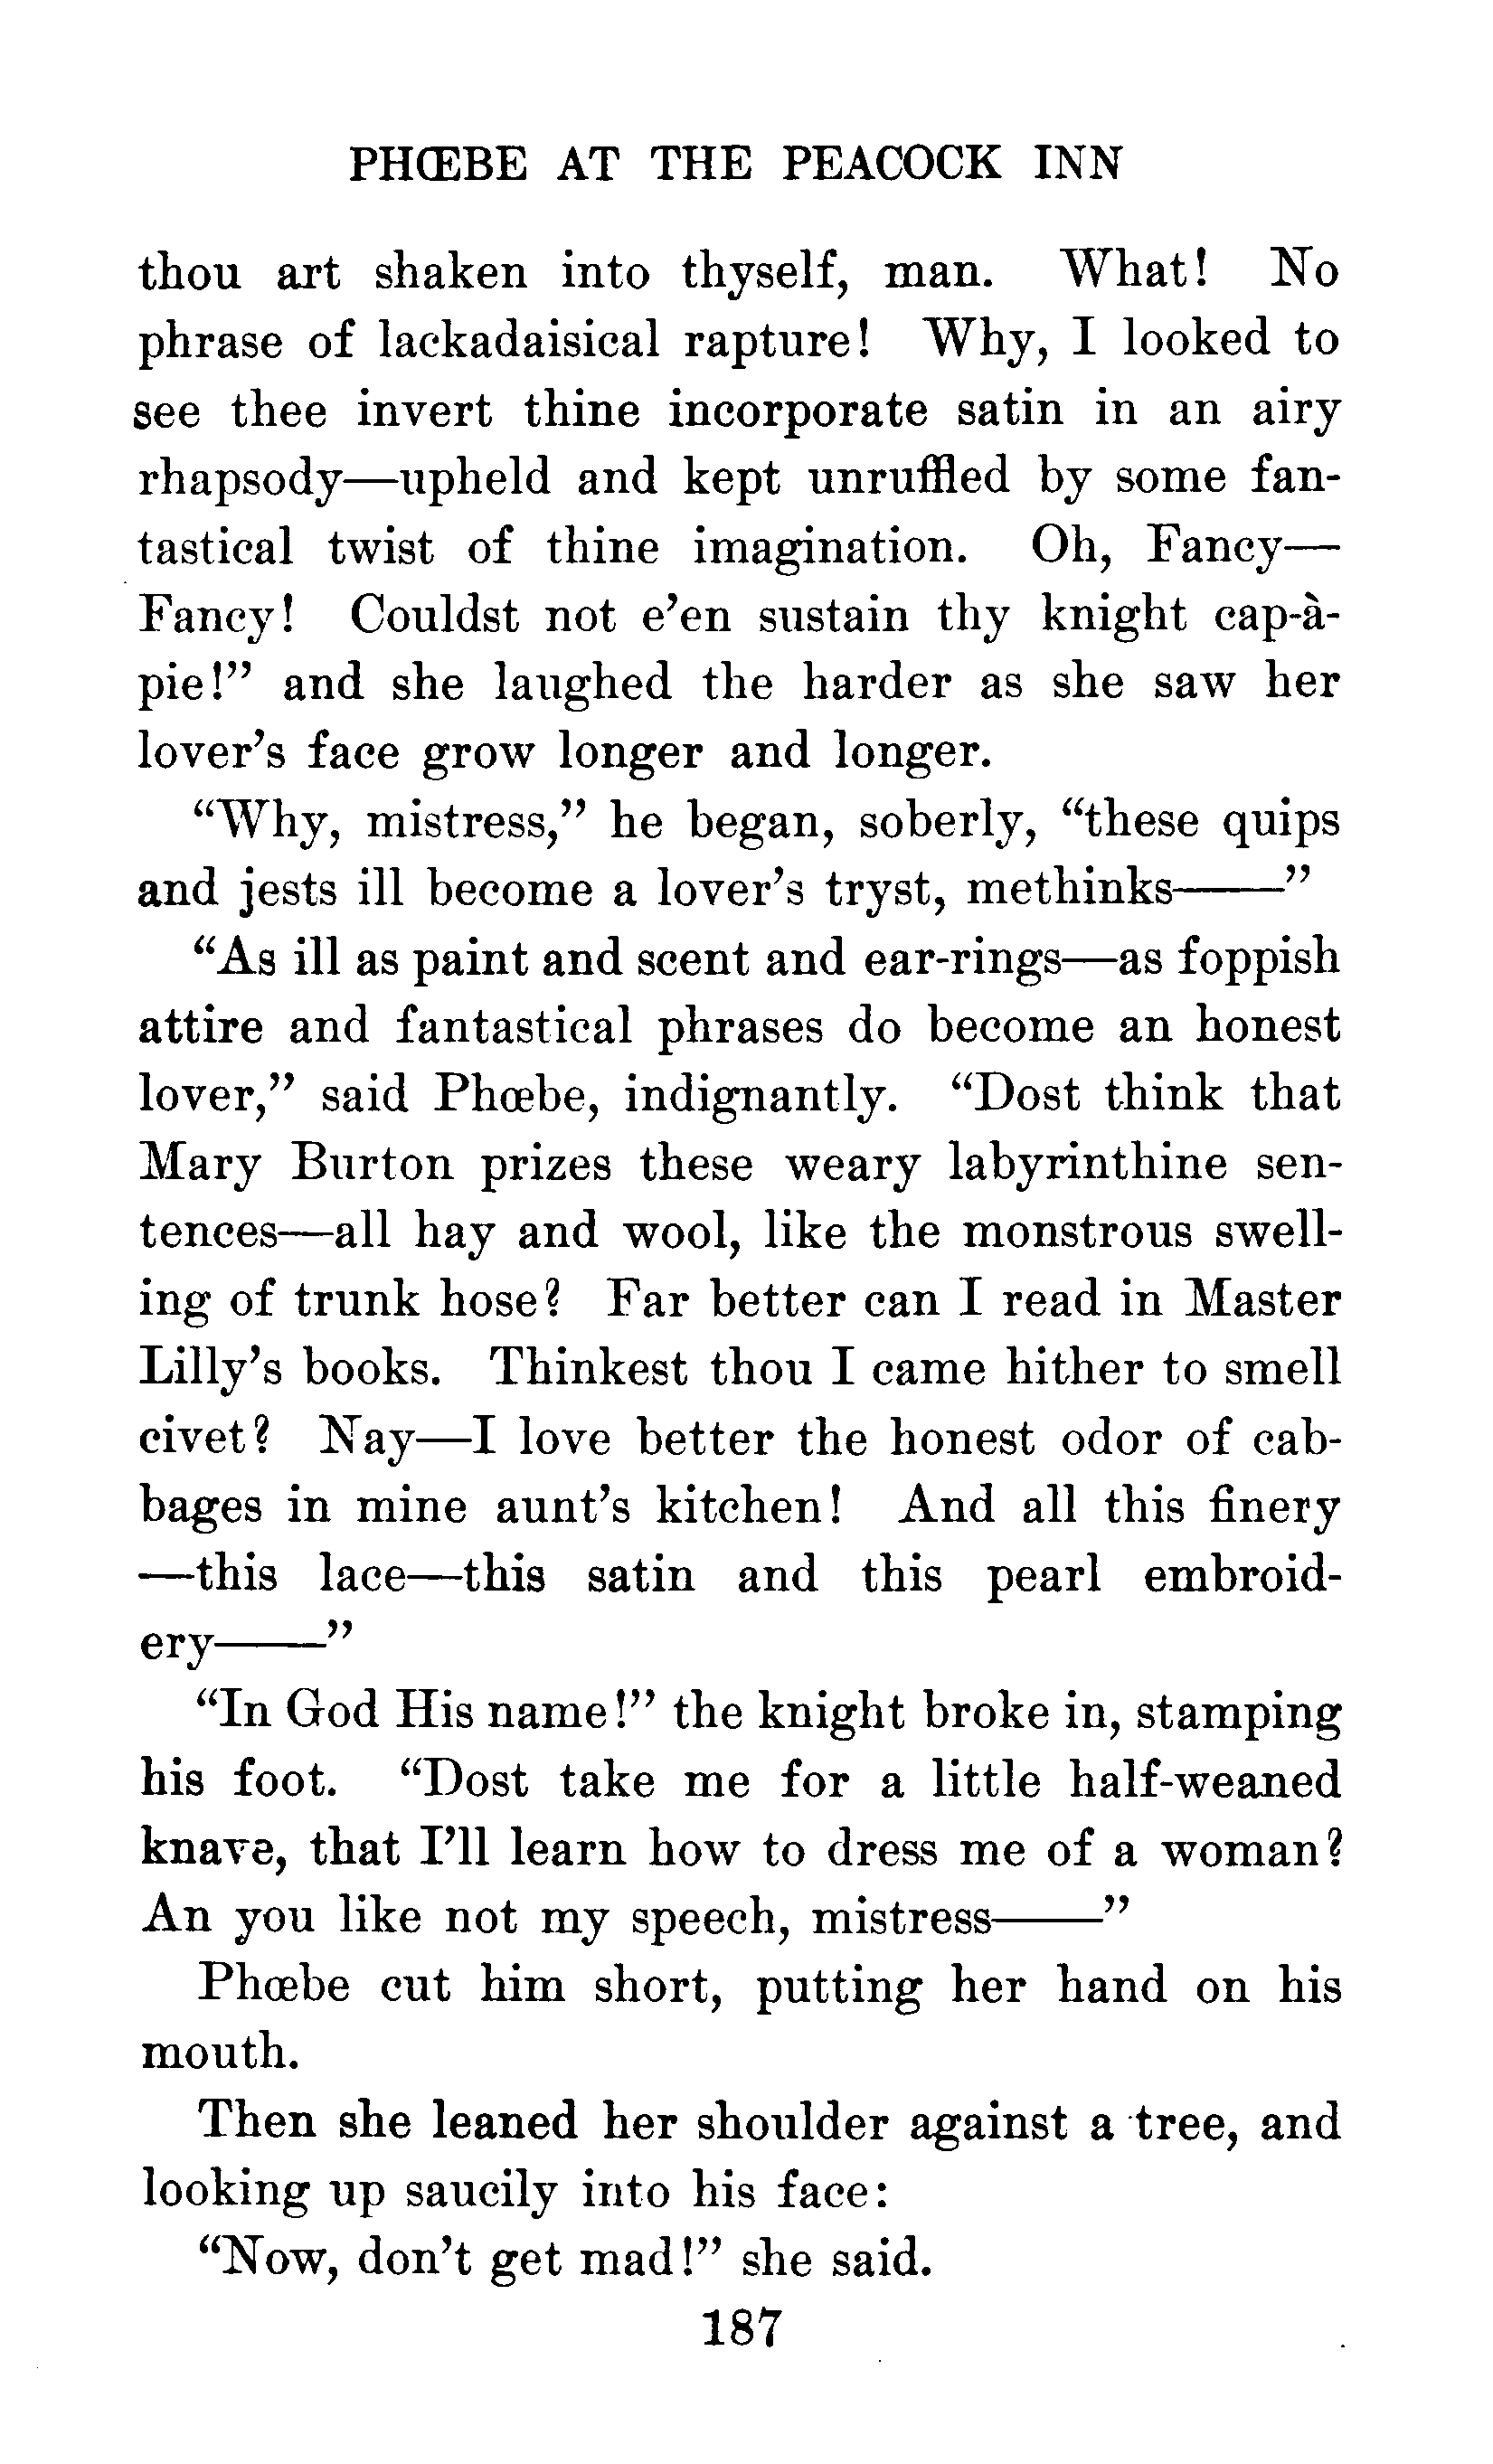 PHŒBE AT THE PEACOCK INN
thou art shaken into thyself, man. What! No
phrase of lackadaisical rapture! Why, I looked to
see thee invert thine incorporate satin in an airy
rhapsody—upheld and kept unruffled by some fan-
tastical twist of thine imagination. Oh, Fancy—
Fancy! Couldst not e'en sustain thy knight cap-à-
pie!" and she laughed the harder as she saw her
lover's face grow longer and longer.
"Why, mistress," he began, soberly, "these quips
and jests ill become a lover's tryst, methinks——"
"As ill as paint and scent and ear-rings—as foppish
attire and fantastical phrases do become an honest
lover," said Phœbe, indignantly. "Dost think that
Mary Burton prizes these weary labyrinthine sen-
tences—all hay and wool, like the monstrous swell-
ing of trunk hose? Far better can I read in Master
Lilly's books. Thinkest thou I came hither to smell
civet? Nay—I love better the honest odor of cab-
bages in mine aunt's kitchen! And all this finery
—this lace—this satin and this pearl embroid-
ery——"
"In God His name!" the knight broke in, stamping
his foot. "Dost take me for a little half-weaned
knave, that I'll learn how to dress me of a woman?
An you like not my speech, mistress——"
Phœbe cut him short, putting her hand on his
mouth.
Then she leaned her shoulder against a tree, and
looking up saucily into his face:
"Now, don't get mad!" she said.
187